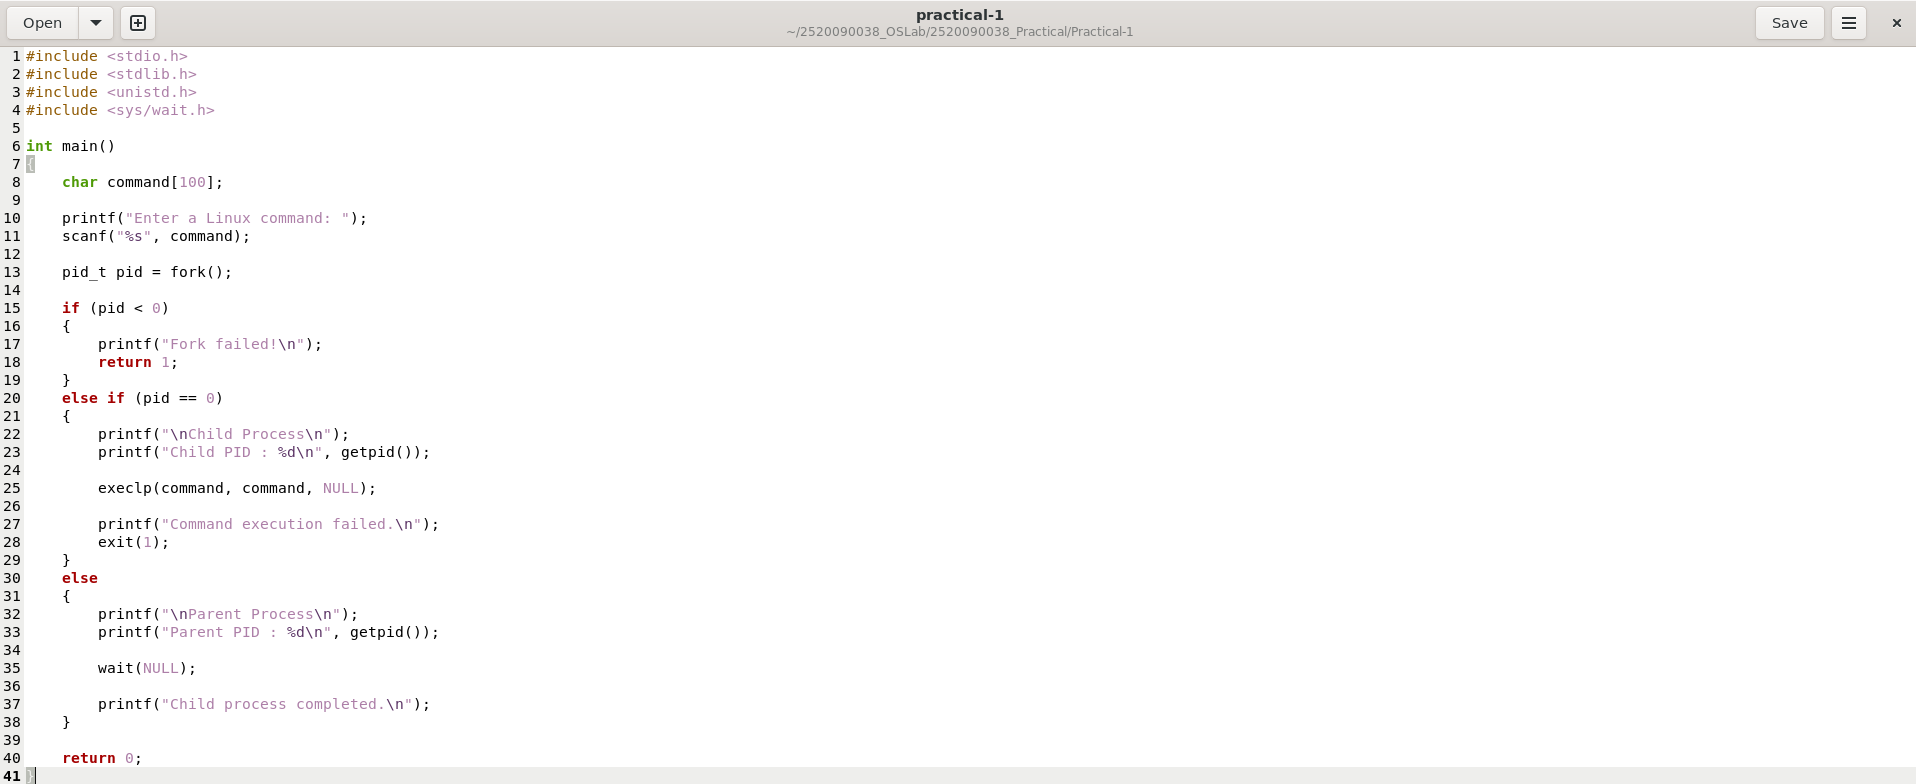 Open
practical-1
~/2520090038_OSLab/2520090038_Practical/Practical-1
Save
1 #include <stdio.h>
2 #include <stdlib.h>
3 #include <unistd.h>
4 #include <sys/wait.h>
5
6 int main()
7 {
8     char command[100];
9
10     printf("Enter a Linux command: ");
11     scanf("%s", command);
12
13     pid_t pid = fork();
14
15     if (pid < 0)
16     {
17         printf("Fork failed!\n");
18         return 1;
19     }
20     else if (pid == 0)
21     {
22         printf("\nChild Process\n");
23         printf("Child PID : %d\n", getpid());
24
25         execlp(command, command, NULL);
26
27         printf("Command execution failed.\n");
28         exit(1);
29     }
30     else
31     {
32         printf("\nParent Process\n");
33         printf("Parent PID : %d\n", getpid());
34
35         wait(NULL);
36
37         printf("Child process completed.\n");
38     }
39
40     return 0;
41 }